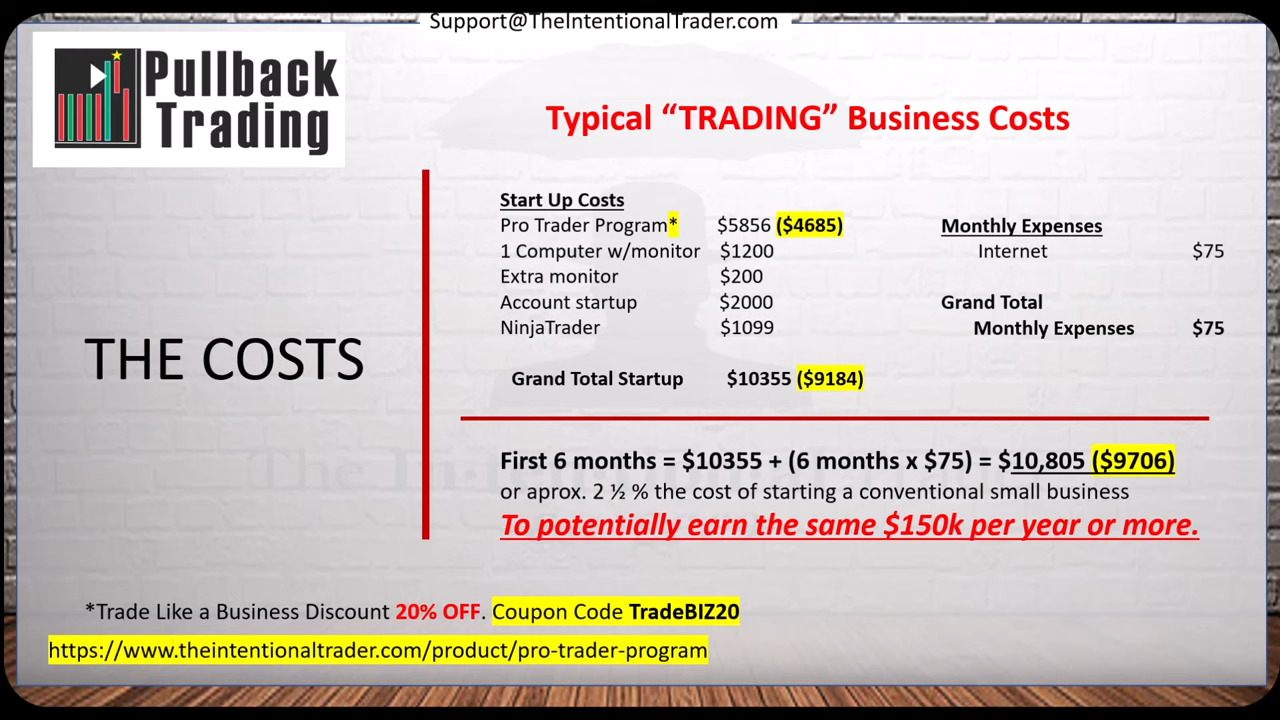 Support@TheIntentionalTrader.com
Pullback
Trading
Typical “TRADING” Business Costs
Start Up Costs
Pro Trader Program* $5856 ($4685)
1 Computer w/monitor $1200
Extra monitor $200
Account startup $2000
NinjaTrader $1099
Grand Total Startup $10355 ($9184)
Monthly Expenses
Internet $75
Grand Total
Monthly Expenses $75
THE COSTS
First 6 months = $10355 + (6 months x $75) = $10,805 ($9706)
or aprox. 2 ½ % the cost of starting a conventional small business
To potentially earn the same $150k per year or more.
*Trade Like a Business Discount 20% OFF. Coupon Code TradeBIZ20
https://www.theintentionaltrader.com/product/pro-trader-program